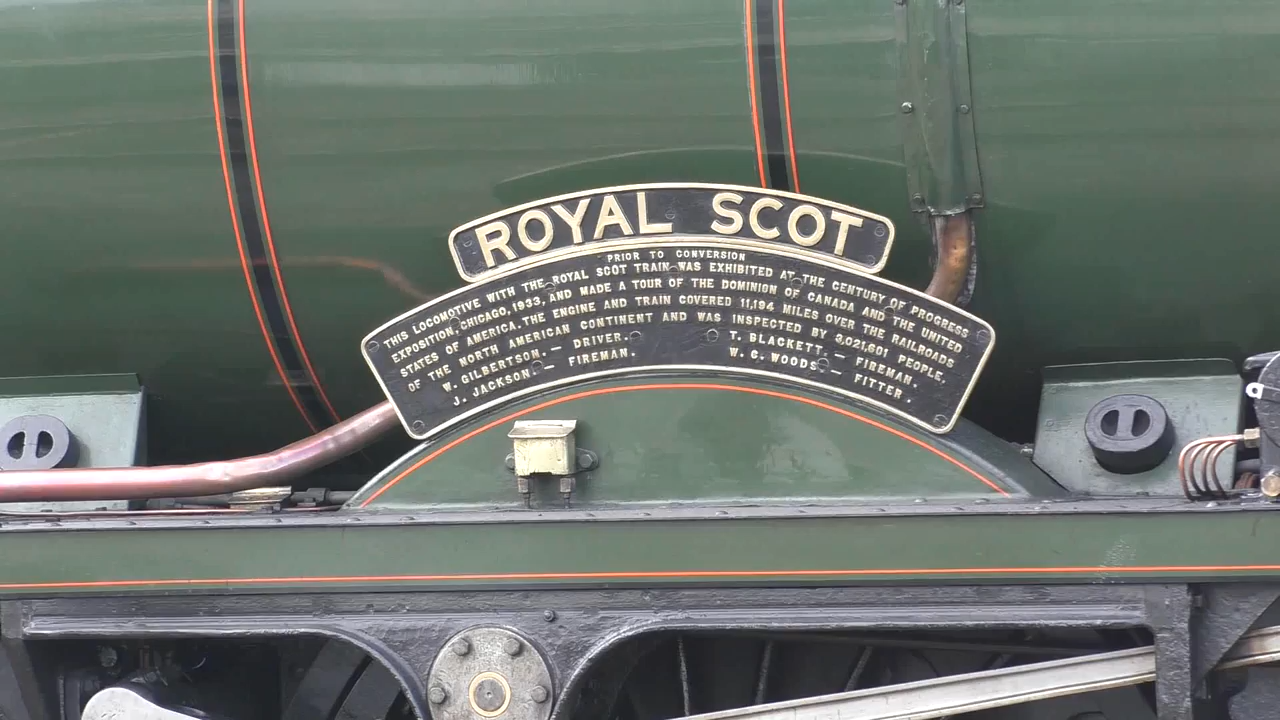 ROYAL SCOT
PRIOR TO CONVERSION
THIS LOCOMOTIVE WITH THE ROYAL SCOT TRAIN WAS EXHIBITED AT THE CENTURY OF PROGRESS
EXPOSITION, CHICAGO, 1933, AND MADE A TOUR OF THE DOMINION OF CANADA AND THE UNITED
STATES OF AMERICA. THE ENGINE AND TRAIN COVERED 11,194 MILES OVER THE RAILROADS
OF THE NORTH AMERICAN CONTINENT AND WAS INSPECTED BY 3,021,601 PEOPLE.
W. GILBERTSON. — DRIVER. T. BLACKETT. — FIREMAN.
J. JACKSON. — FIREMAN. W. C. WOODS. — FITTER.